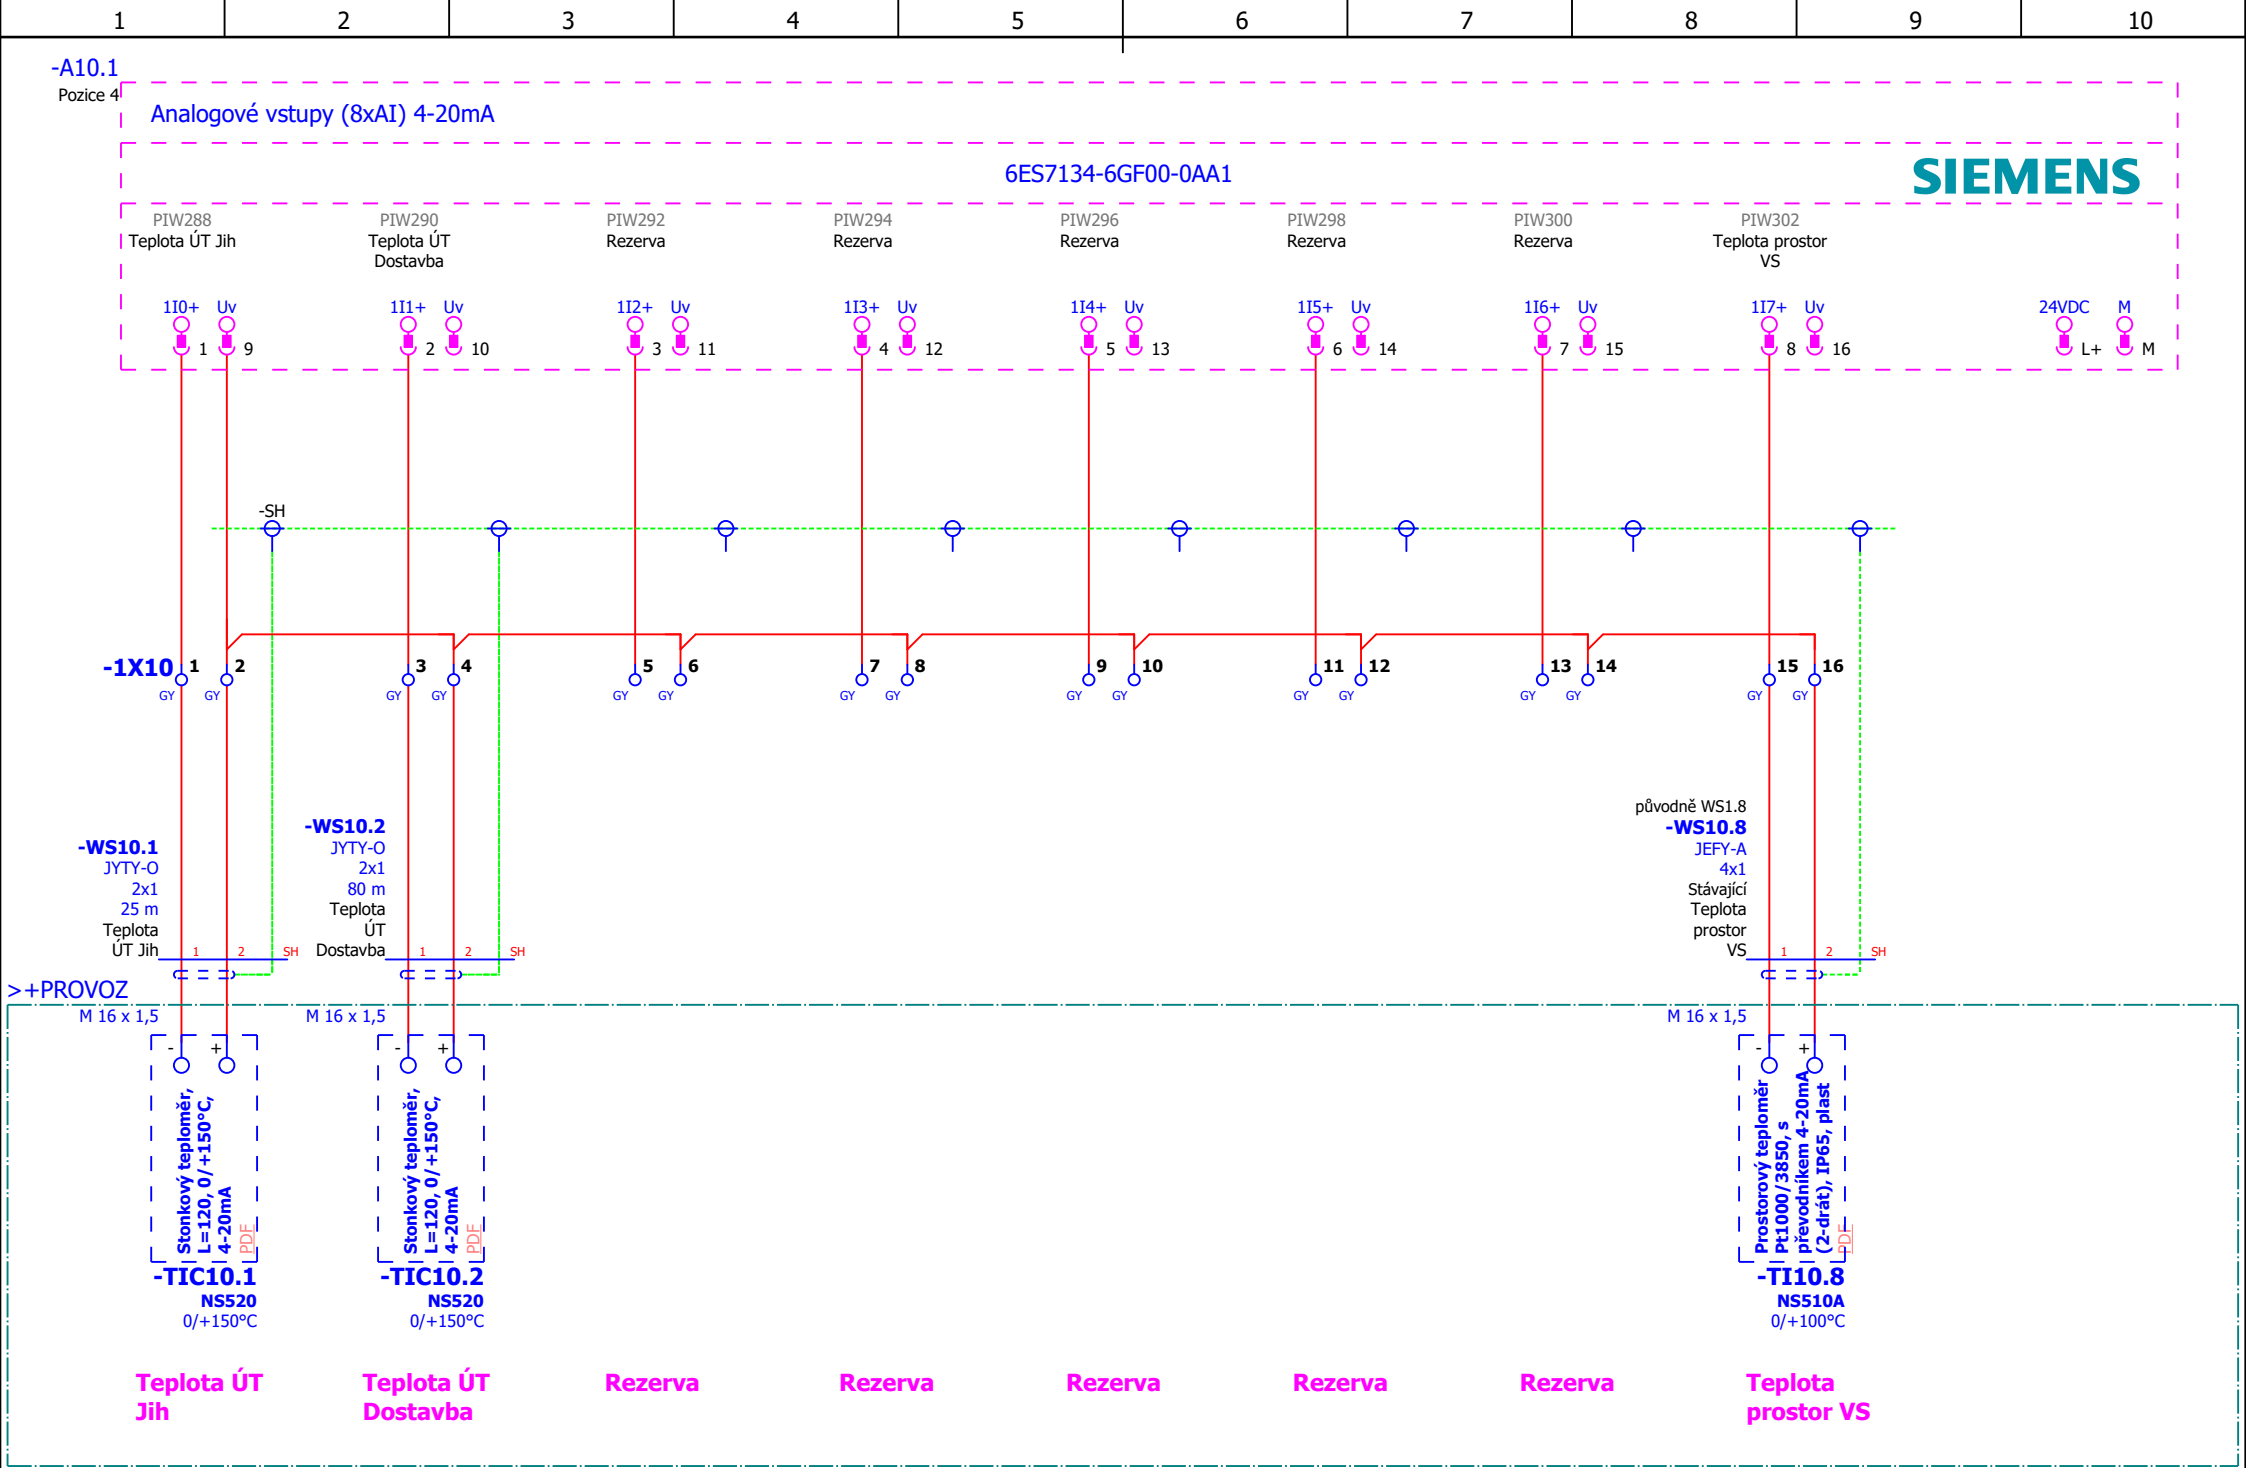 1 2 3 4 5 6 7 8 9 10
-A10.1
Pozice 4
Analogové vstupy (8xAI) 4-20mA
6ES7134-6GF00-0AA1
SIEMENS
PIW288 PIW290 PIW292 PIW294 PIW296 PIW298 PIW300 PIW302
Teplota ÚT Jih Teplota ÚT Rezerva Rezerva Rezerva Rezerva Rezerva Teplota prostor
Dostavba VS
1I0+ Uv 1I1+ Uv 1I2+ Uv 1I3+ Uv 1I4+ Uv 1I5+ Uv 1I6+ Uv 1I7+ Uv 24VDC M
1 9 2 10 3 11 4 12 5 13 6 14 7 15 8 16 L+ M
-SH
-1X10 1 2 3 4 5 6 7 8 9 10 11 12 13 14 15 16
GY GY GY GY GY GY GY GY GY GY GY GY GY GY GY GY
-WS10.1
JYTY-O
2x1
25 m
Teplota
ÚT Jih
1 2 SH
-WS10.2
JYTY-O
2x1
80 m
Teplota
ÚT
Dostavba
1 2 SH
původně WS1.8
-WS10.8
JEFY-A
4x1
Stávající
Teplota
prostor
VS
1 2 SH
>+PROVOZ
M 16 x 1,5 M 16 x 1,5 M 16 x 1,5
- + - + - +
Stonkový teploměr,
L=120, 0/+150°C,
4-20mA
PDF
-TIC10.1
NS520
0/+150°C
Stonkový teploměr,
L=120, 0/+150°C,
4-20mA
PDF
-TIC10.2
NS520
0/+150°C
Prostorový teploměr
Pt1000/3850, s
převodníkem 4-20mA
(2-drát), IP65, plast
PDF
-TI10.8
NS510A
0/+100°C
Teplota ÚT Teplota ÚT Rezerva Rezerva Rezerva Rezerva Rezerva Teplota
Jih Dostavba prostor VS